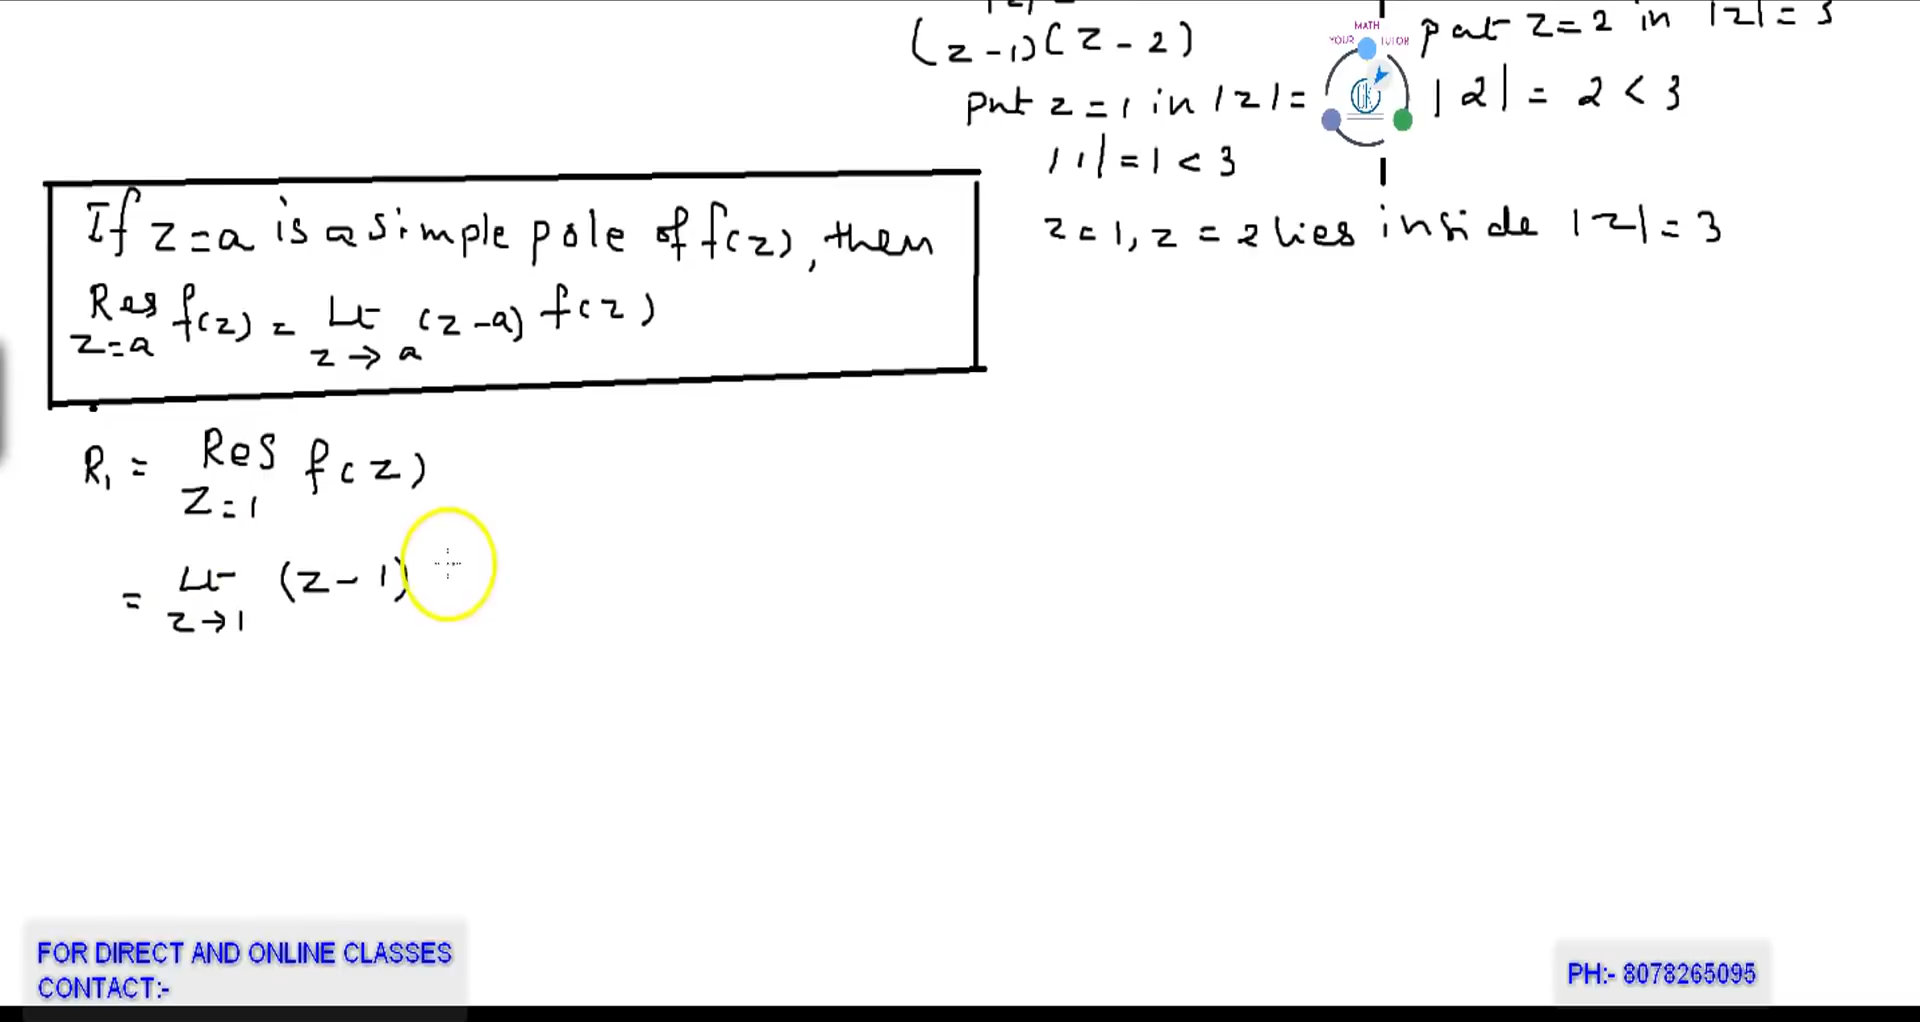 (z-1)(z-2)
put z=1 in |z|=
|1|=1<3
put z=2 in |z|=3
|2|=2<3
z=1, z=2 lies inside |z|=3
MATH
YOUR TUTOR
If z=a is a simple pole of f(z), then
Res f(z) = Lt (z-a) f(z)
z=a z→a
R₁ = Res f(z)
z=1
= Lt (z-1)
z→1
FOR DIRECT AND ONLINE CLASSES
CONTACT:-
PH:- 8078265095